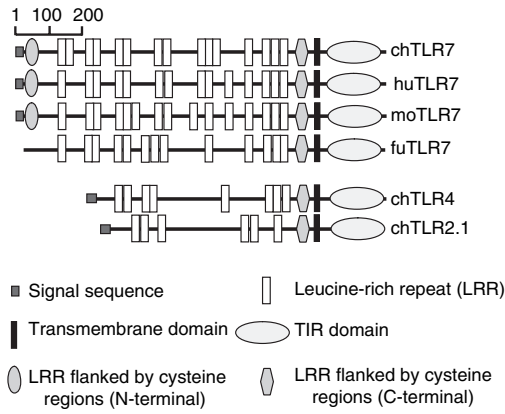 1 100 200
chTLR7
huTLR7
moTLR7
fuTLR7
chTLR4
chTLR2.1
Signal sequence
Leucine-rich repeat (LRR)
Transmembrane domain
TIR domain
LRR flanked by cysteine
regions (N-terminal)
LRR flanked by cysteine
regions (C-terminal)